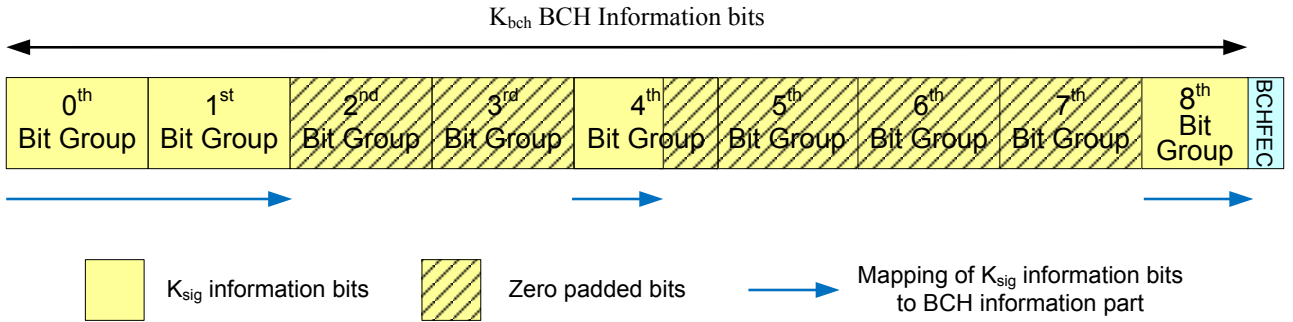 K_bch BCH Information bits
0th Bit Group
1st Bit Group
2nd Bit Group
3rd Bit Group
4th Bit Group
5th Bit Group
6th Bit Group
7th Bit Group
8th Bit Group
BCHFEC
K_sig information bits
Zero padded bits
Mapping of K_sig information bits
to BCH information part